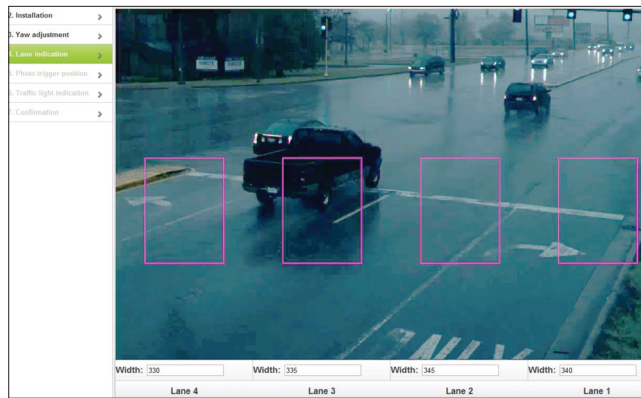 2. Installation
3. Yaw adjustment
4. Lane indication
5. Photo trigger position
6. Traffic light indication
7. Confirmation
Width: 330 Width: 335 Width: 345 Width: 340
Lane 4 Lane 3 Lane 2 Lane 1